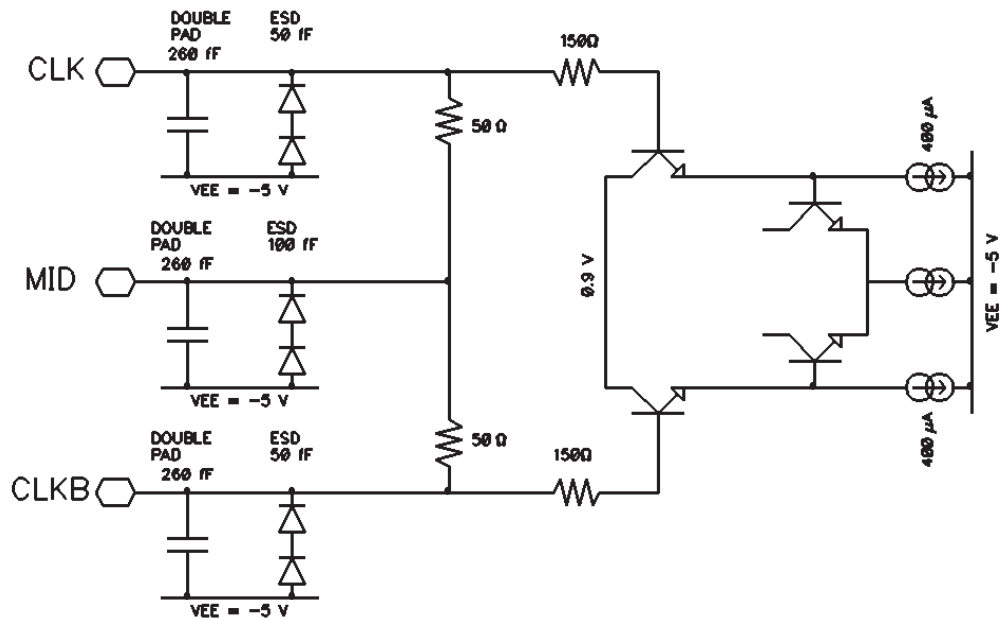 DOUBLE
PAD
260 fF
ESD
50 fF
CLK
150Ω
50 Ω
VEE = -5 V
400 µA
DOUBLE
PAD
260 fF
ESD
100 fF
MID
VEE = -5 V
0.9 V
VEE = -5 V
DOUBLE
PAD
260 fF
ESD
50 fF
50 Ω
150Ω
CLKB
400 µA
VEE = -5 V